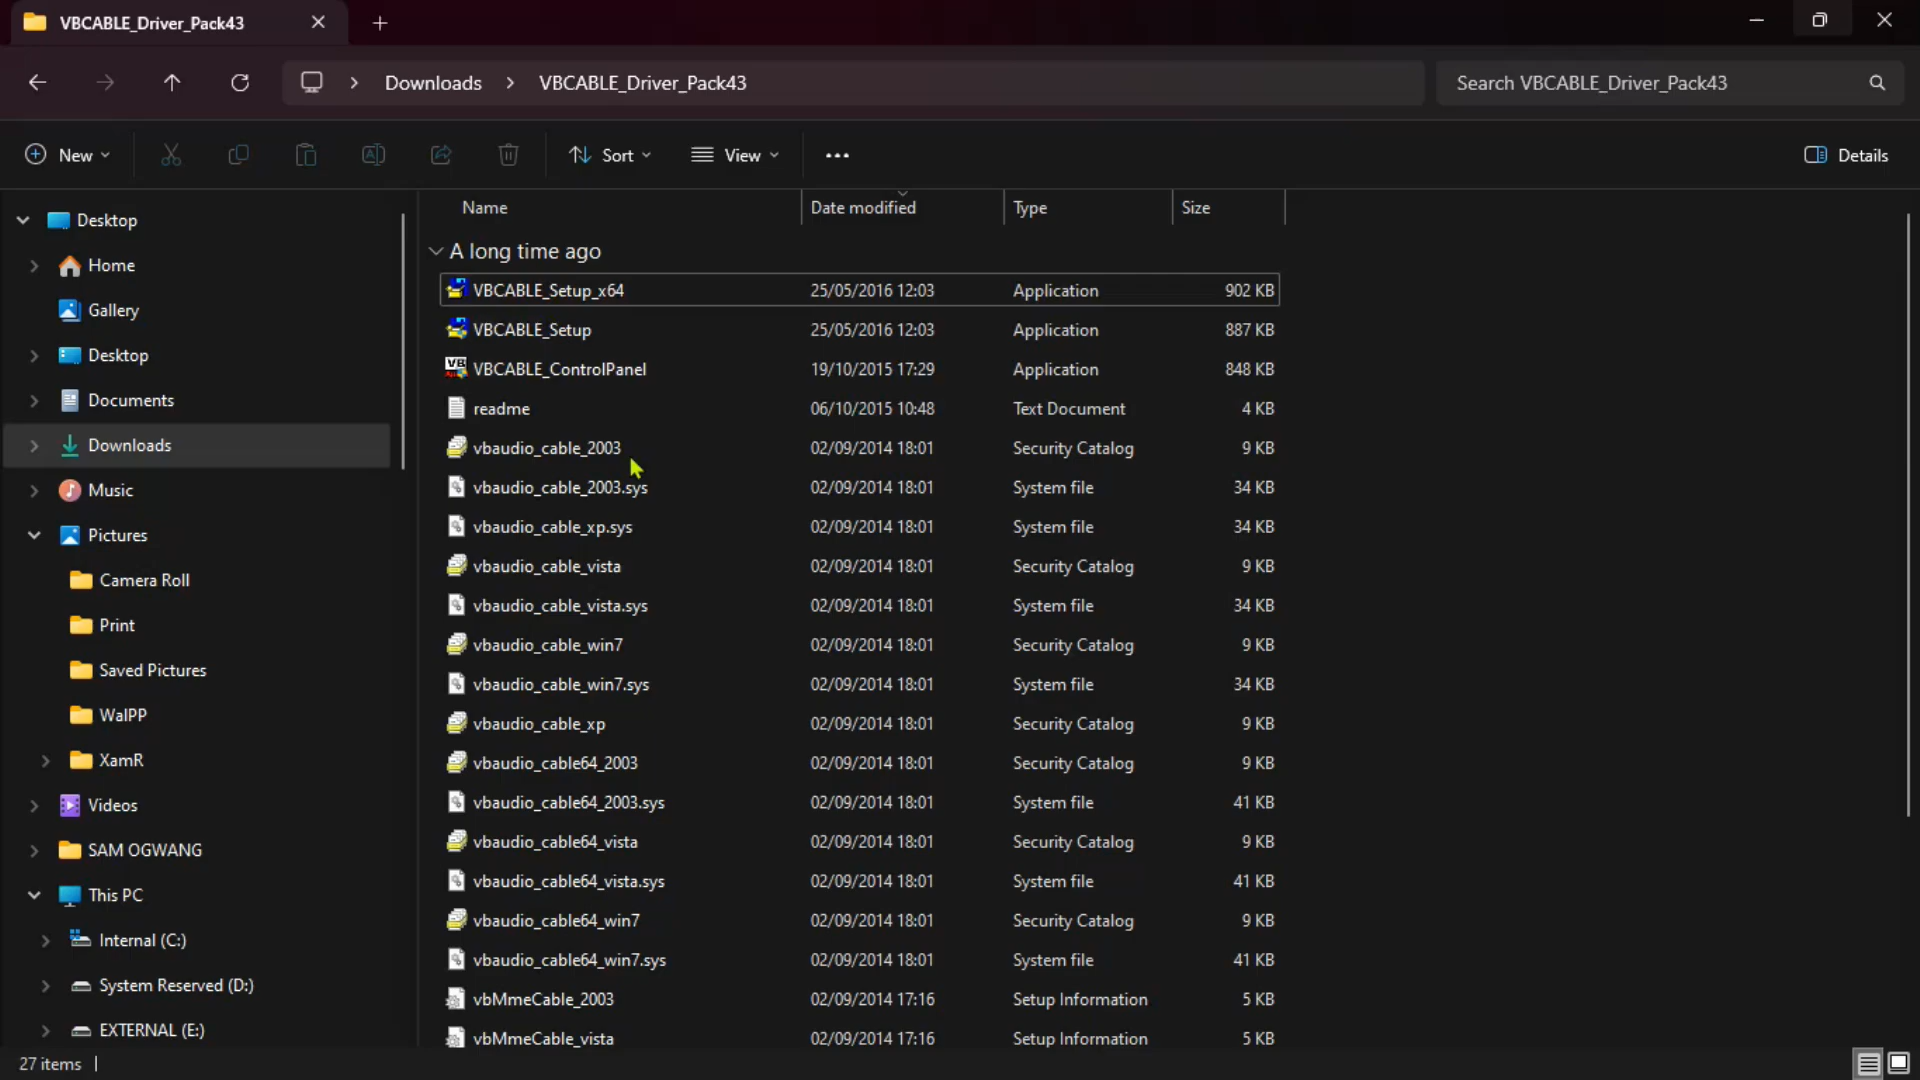 VBCABLE_Driver_Pack43
Downloads > VBCABLE_Driver_Pack43
Search VBCABLE_Driver_Pack43
New
Sort
View
Details
Desktop
Home
Gallery
Desktop
Documents
Downloads
Music
Pictures
Camera Roll
Print
Saved Pictures
WalPP
XamR
Videos
SAM OGWANG
This PC
Internal (C:)
System Reserved (D:)
EXTERNAL (E:)
Name Date modified Type Size
A long time ago
VBCABLE_Setup_x64 25/05/2016 12:03 Application 902 KB
VBCABLE_Setup 25/05/2016 12:03 Application 887 KB
VBCABLE_ControlPanel 19/10/2015 17:29 Application 848 KB
readme 06/10/2015 10:48 Text Document 4 KB
vbaudio_cable_2003 02/09/2014 18:01 Security Catalog 9 KB
vbaudio_cable_2003.sys 02/09/2014 18:01 System file 34 KB
vbaudio_cable_xp.sys 02/09/2014 18:01 System file 34 KB
vbaudio_cable_vista 02/09/2014 18:01 Security Catalog 9 KB
vbaudio_cable_vista.sys 02/09/2014 18:01 System file 34 KB
vbaudio_cable_win7 02/09/2014 18:01 Security Catalog 9 KB
vbaudio_cable_win7.sys 02/09/2014 18:01 System file 34 KB
vbaudio_cable_xp 02/09/2014 18:01 Security Catalog 9 KB
vbaudio_cable64_2003 02/09/2014 18:01 Security Catalog 9 KB
vbaudio_cable64_2003.sys 02/09/2014 18:01 System file 41 KB
vbaudio_cable64_vista 02/09/2014 18:01 Security Catalog 9 KB
vbaudio_cable64_vista.sys 02/09/2014 18:01 System file 41 KB
vbaudio_cable64_win7 02/09/2014 18:01 Security Catalog 9 KB
vbaudio_cable64_win7.sys 02/09/2014 18:01 System file 41 KB
vbMmeCable_2003 02/09/2014 17:16 Setup Information 5 KB
vbMmeCable_vista 02/09/2014 17:16 Setup Information 5 KB
27 items